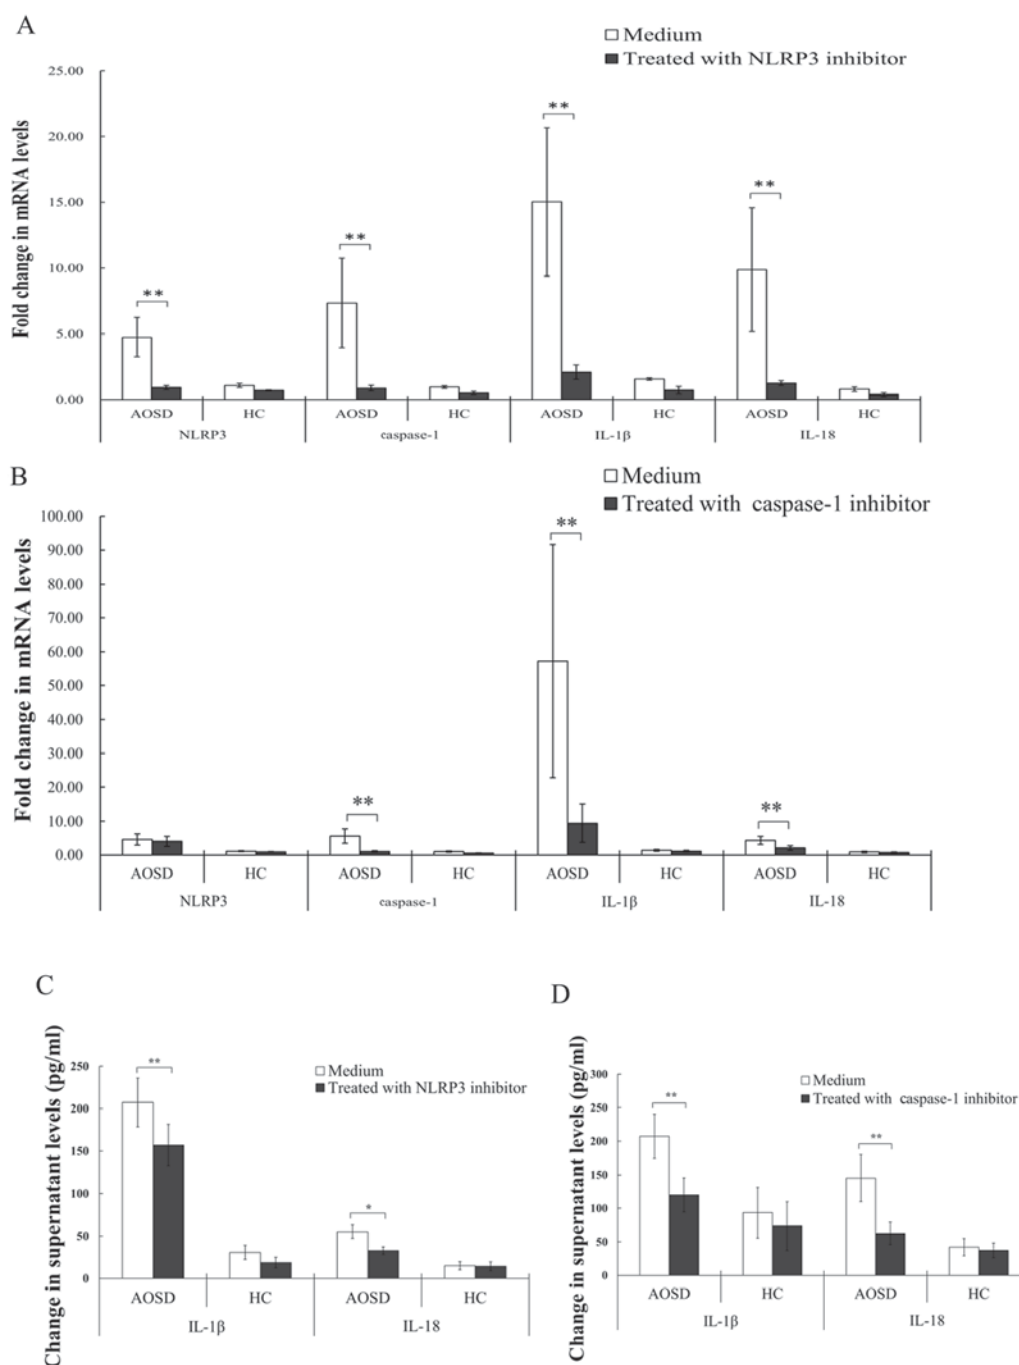 A
Medium
Treated with NLRP3 inhibitor
Fold change in mRNA levels
25.00
20.00
15.00
10.00
5.00
0.00
**
**
**
**
AOSD HC AOSD HC AOSD HC AOSD HC
NLRP3 caspase-1 IL-1β IL-18
B
Medium
Treated with caspase-1 inhibitor
Fold change in mRNA levels
100.00
90.00
80.00
70.00
60.00
50.00
40.00
30.00
20.00
10.00
0.00
**
**
**
AOSD HC AOSD HC AOSD HC AOSD HC
NLRP3 caspase-1 IL-1β IL-18
C
Change in supernatant levels (pg/ml)
Medium
Treated with NLRP3 inhibitor
250
200
150
100
50
0
**
*
AOSD HC AOSD HC
IL-1β IL-18
D
Change in supernatant levels (pg/ml)
Medium
Treated with caspase-1 inhibitor
300
250
200
150
100
50
0
**
**
AOSD HC AOSD HC
IL-1β IL-18